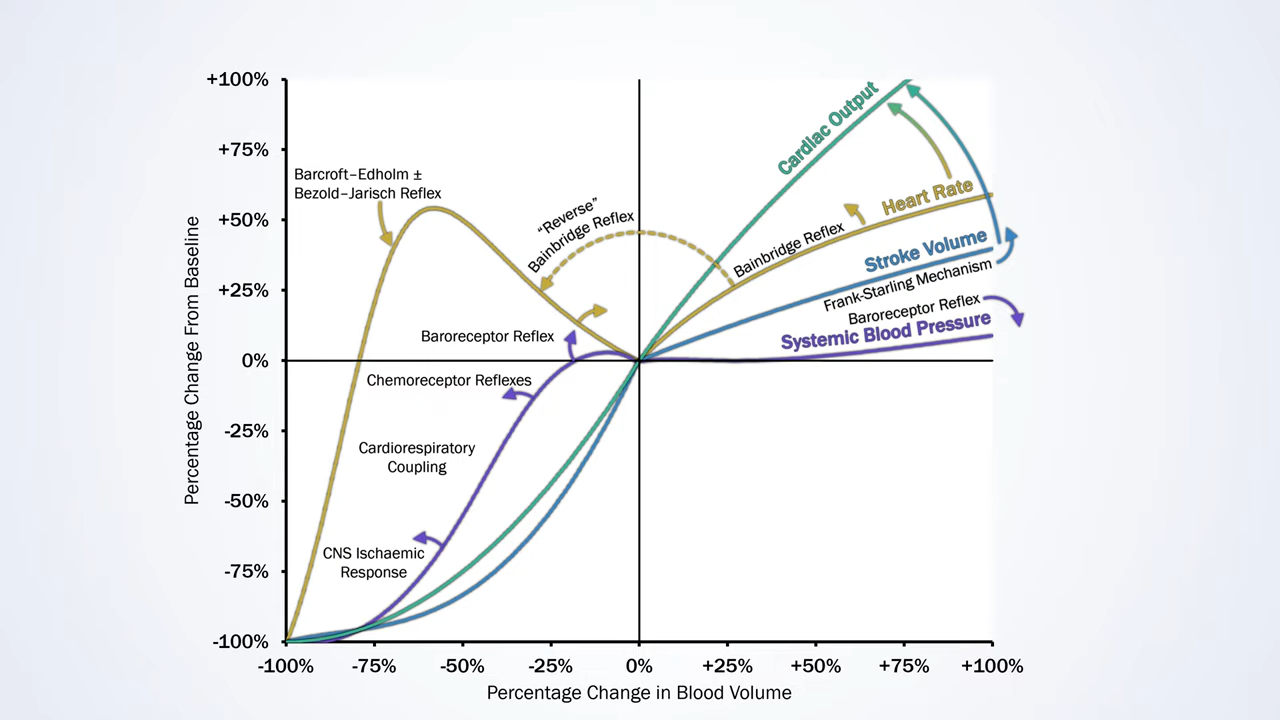 +100%
+75%
+50%
+25%
0%
-25%
-50%
-75%
-100%
Percentage Change From Baseline
Barcroft–Edholm ±
Bezold–Jarisch Reflex
“Reverse”
Bainbridge Reflex
Baroreceptor Reflex
Chemoreceptor Reflexes
Cardiorespiratory
Coupling
CNS Ischaemic
Response
Cardiac Output
Heart Rate
Bainbridge Reflex
Stroke Volume
Frank-Starling Mechanism
Baroreceptor Reflex
Systemic Blood Pressure
-100%
-75%
-50%
-25%
0%
+25%
+50%
+75%
+100%
Percentage Change in Blood Volume